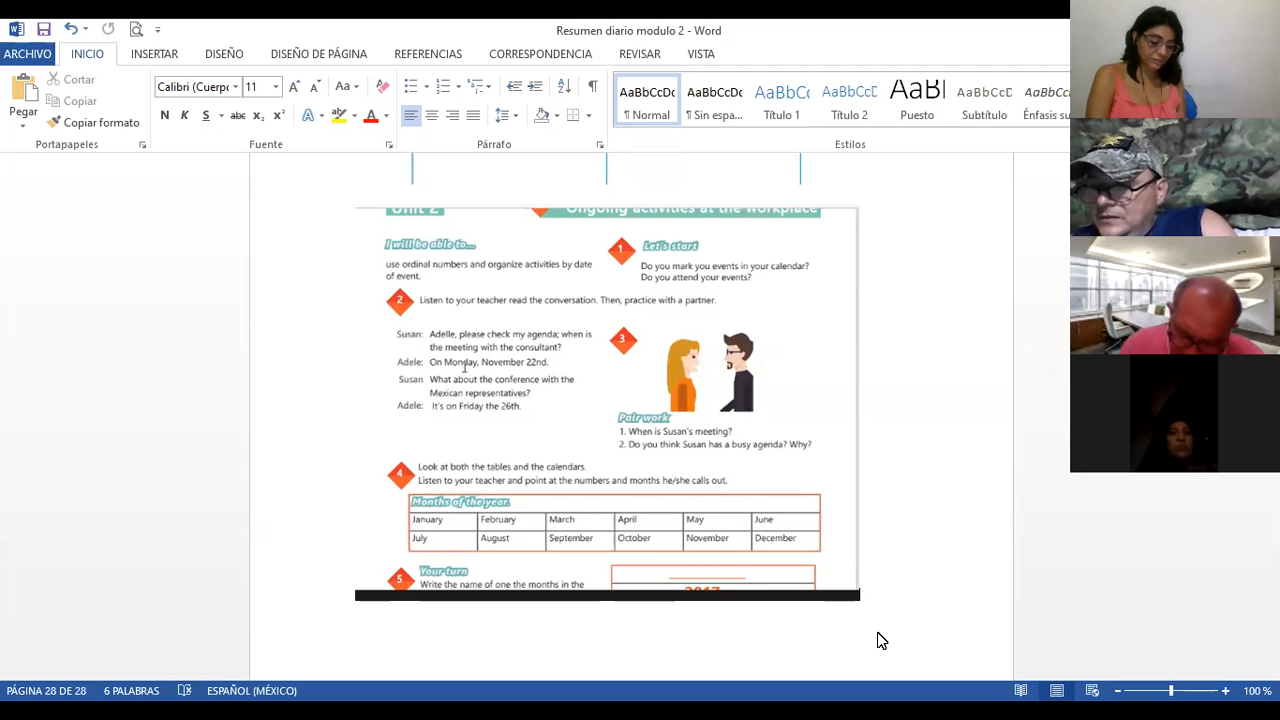 Resumen diario modulo 2 - Word
ARCHIVO INICIO INSERTAR DISEÑO DISEÑO DE PÁGINA REFERENCIAS CORRESPONDENCIA REVISAR VISTA
Cortar
Copiar
Copiar formato
Pegar
Calibri (Cuerp 11
N K S abc x₂ x²
AaBbCcDc AaBbCcDc AaBbCc AaBbCcD AaBl AaBbCcD AaBbCcDc
¶ Normal ¶ Sin espa... Título 1 Título 2 Puesto Subtítulo Énfasis su
Portapapeles Fuente Párrafo Estilos
Unit 2 Ongoing activities at the workplace
I will be able to...
use ordinal numbers and organize activities by date
of event.
1 Let's start
Do you mark you events in your calendar?
Do you attend your events?
2 Listen to your teacher read the conversation. Then, practice with a partner.
Susan: Adelle, please check my agenda; when is
the meeting with the consultant?
Adele: On Monday, November 22nd.
Susan What about the conference with the
Mexican representatives?
Adele: It's on Friday the 26th.
3
Pair work
1. When is Susan's meeting?
2. Do you think Susan has a busy agenda? Why?
4 Look at both the tables and the calendars.
Listen to your teacher and point at the numbers and months he/she calls out.
Months of the year.
January February March April May June
July August September October November December
5 Your turn
Write the name of one the months in the
2017
PÁGINA 28 DE 28 6 PALABRAS ESPAÑOL (MÉXICO) 100 %